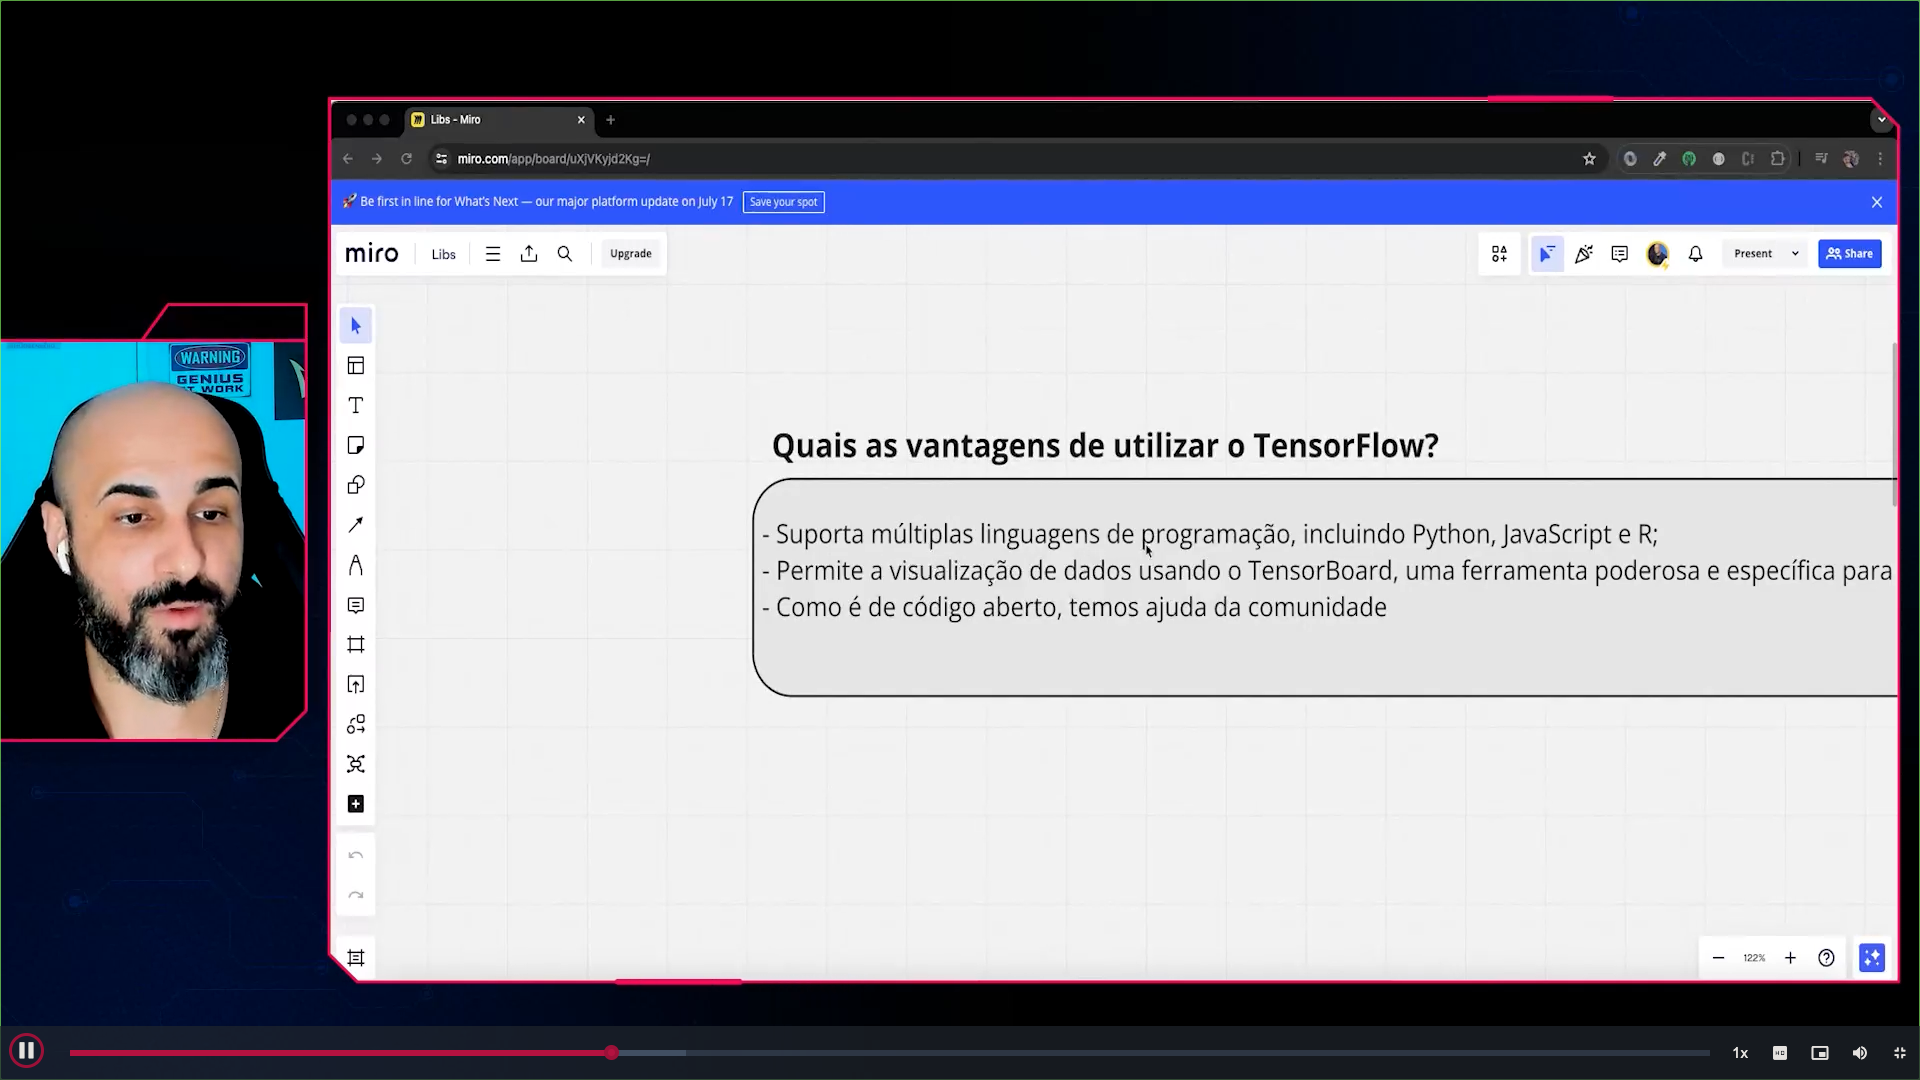 Libs - Miro
miro.com/app/board/uXjVKyjd2Kg=/
Be first in line for What's Next — our major platform update on July 17
Save your spot
miro
Libs
Upgrade
Present
Share
WARNING
GENIUS
AT WORK
Quais as vantagens de utilizar o TensorFlow?
- Suporta múltiplas linguagens de programação, incluindo Python, JavaScript e R;
- Permite a visualização de dados usando o TensorBoard, uma ferramenta poderosa e específica para
- Como é de código aberto, temos ajuda da comunidade
122%
1x
HD